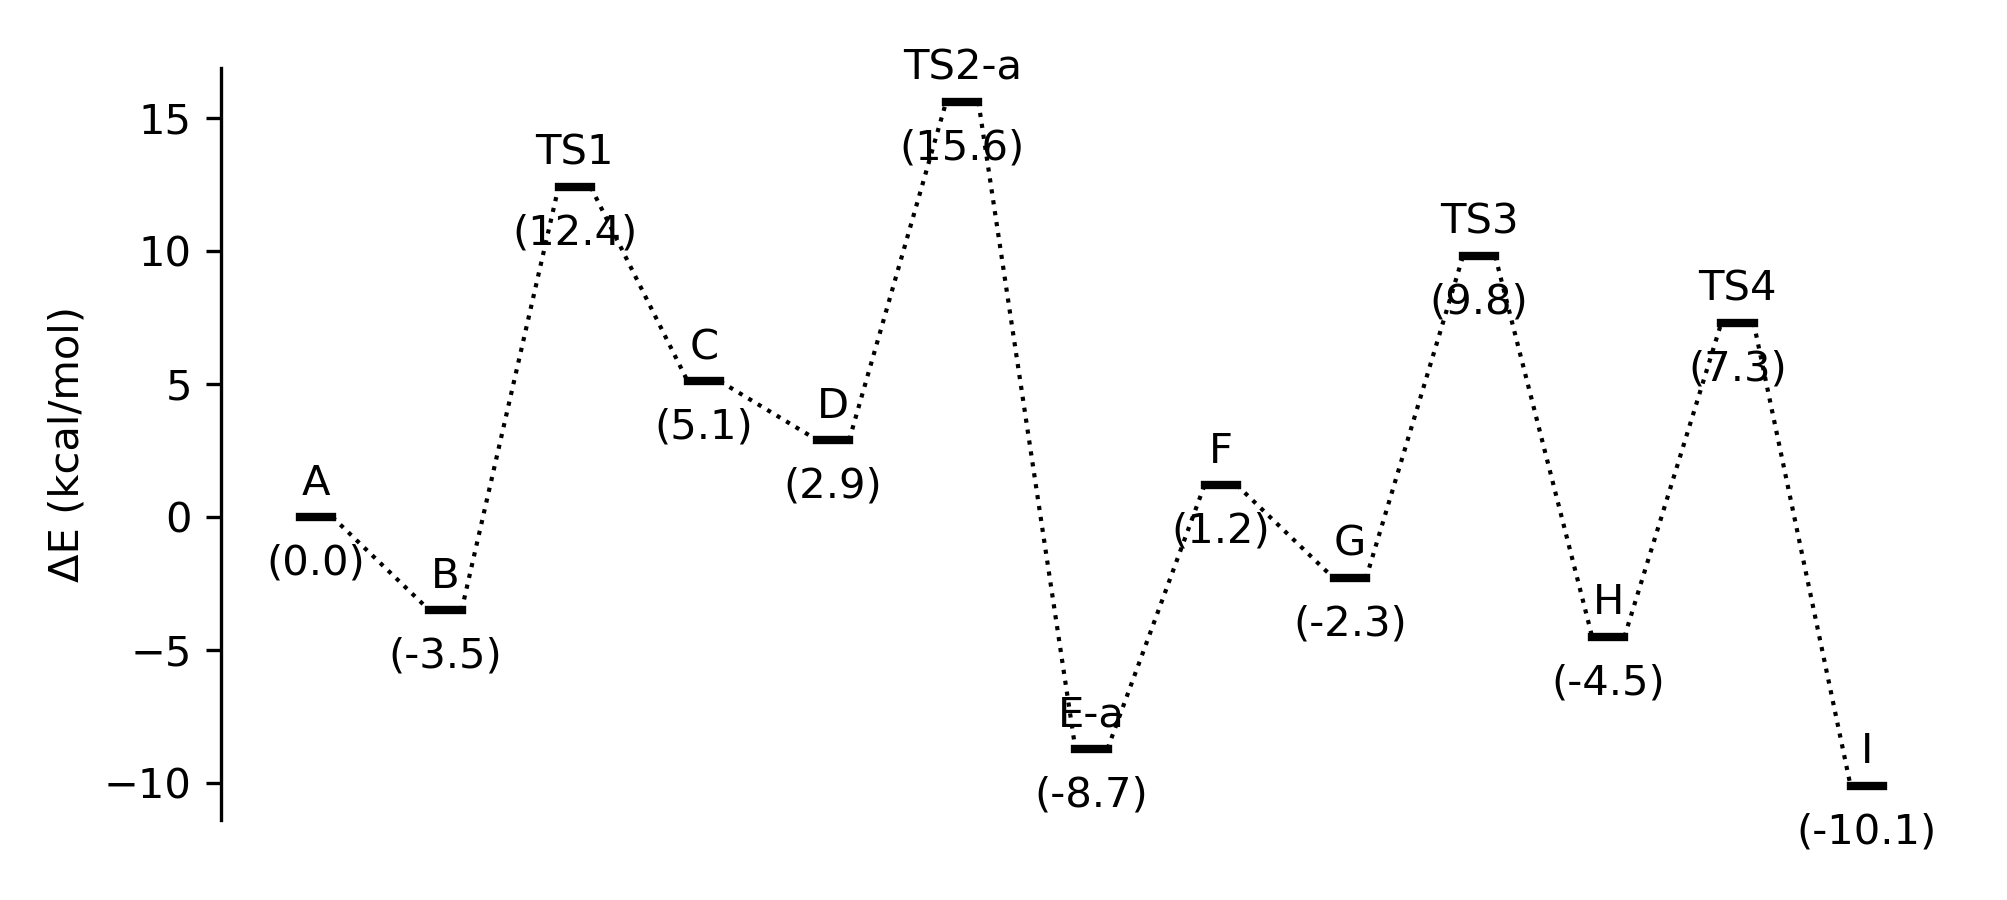 ΔE (kcal/mol)
15
10
5
0
−5
−10
A
(0.0)
B
(-3.5)
TS1
(12.4)
C
(5.1)
D
(2.9)
TS2-a
(15.6)
E-a
(-8.7)
F
(1.2)
G
(-2.3)
TS3
(9.8)
H
(-4.5)
TS4
(7.3)
I
(-10.1)